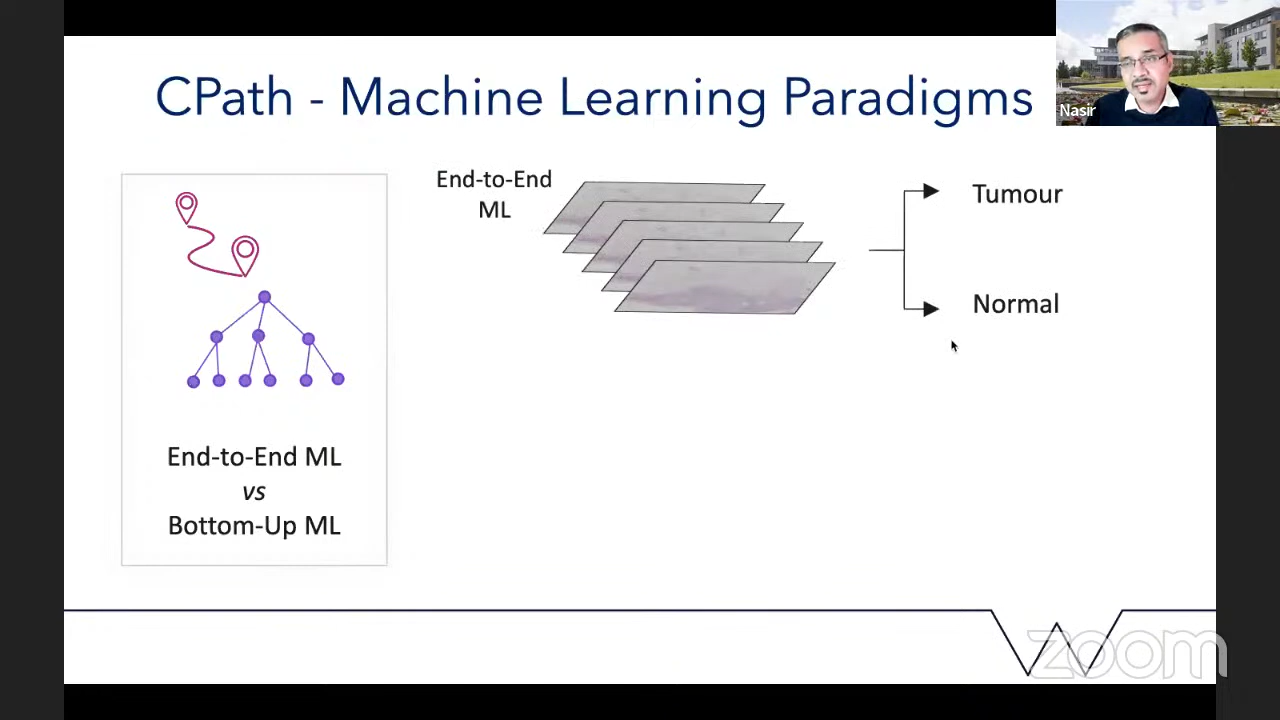 CPath - Machine Learning Paradigms
Nasir
End-to-End ML
vs
Bottom-Up ML
End-to-End
ML
Tumour
Normal
zoom